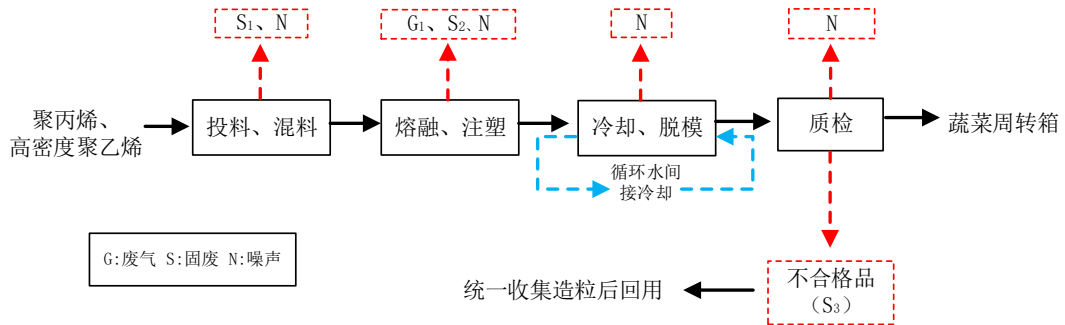 S₁、N
G₁、S₂、N
N
N
聚丙烯、
高密度聚乙烯
投料、混料
熔融、注塑
冷却、脱模
质检
蔬菜周转箱
循环水间
接冷却
G:废气 S:固废 N:噪声
统一收集造粒后回用
不合格品
（S₃）